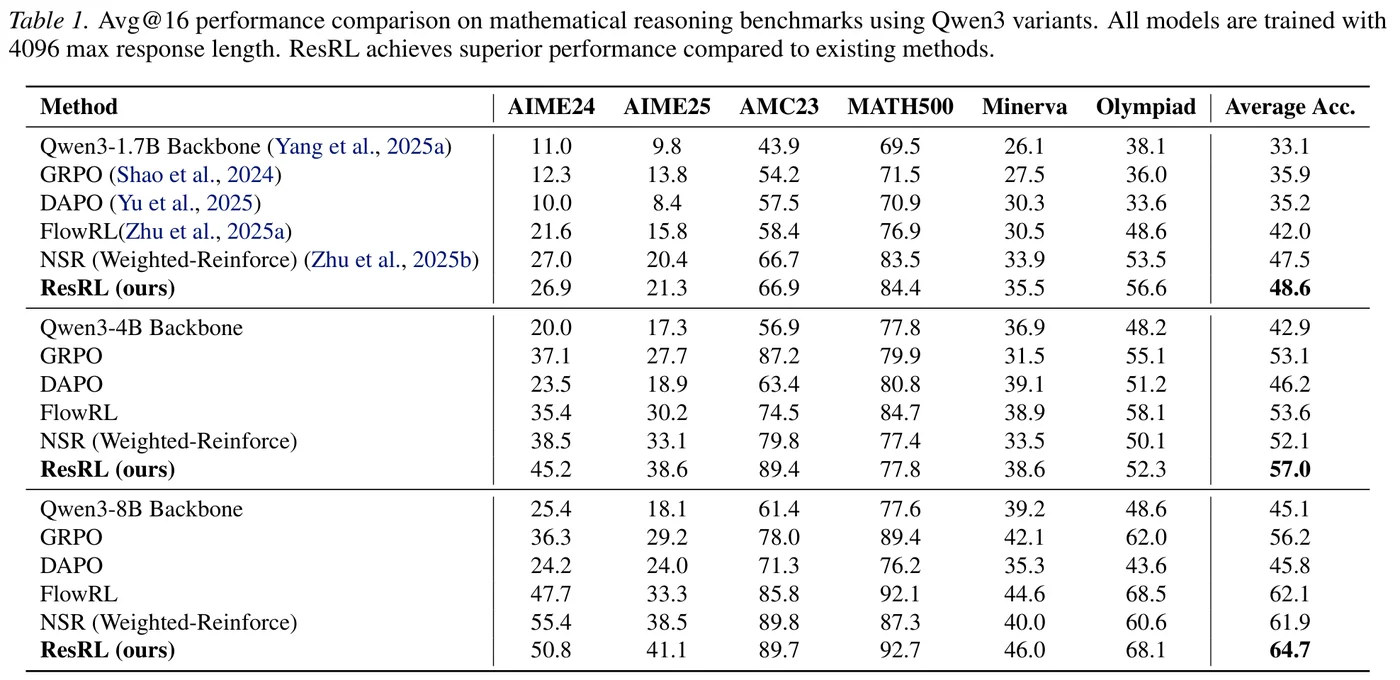 Table 1. Avg@16 performance comparison on mathematical reasoning benchmarks using Qwen3 variants. All models are trained with
4096 max response length. ResRL achieves superior performance compared to existing methods.
Method AIME24 AIME25 AMC23 MATH500 Minerva Olympiad Average Acc.
Qwen3-1.7B Backbone (Yang et al., 2025a) 11.0 9.8 43.9 69.5 26.1 38.1 33.1
GRPO (Shao et al., 2024) 12.3 13.8 54.2 71.5 27.5 36.0 35.9
DAPO (Yu et al., 2025) 10.0 8.4 57.5 70.9 30.3 33.6 35.2
FlowRL(Zhu et al., 2025a) 21.6 15.8 58.4 76.9 30.5 48.6 42.0
NSR (Weighted-Reinforce) (Zhu et al., 2025b) 27.0 20.4 66.7 83.5 33.9 53.5 47.5
ResRL (ours) 26.9 21.3 66.9 84.4 35.5 56.6 48.6
Qwen3-4B Backbone 20.0 17.3 56.9 77.8 36.9 48.2 42.9
GRPO 37.1 27.7 87.2 79.9 31.5 55.1 53.1
DAPO 23.5 18.9 63.4 80.8 39.1 51.2 46.2
FlowRL 35.4 30.2 74.5 84.7 38.9 58.1 53.6
NSR (Weighted-Reinforce) 38.5 33.1 79.8 77.4 33.5 50.1 52.1
ResRL (ours) 45.2 38.6 89.4 77.8 38.6 52.3 57.0
Qwen3-8B Backbone 25.4 18.1 61.4 77.6 39.2 48.6 45.1
GRPO 36.3 29.2 78.0 89.4 42.1 62.0 56.2
DAPO 24.2 24.0 71.3 76.2 35.3 43.6 45.8
FlowRL 47.7 33.3 85.8 92.1 44.6 68.5 62.1
NSR (Weighted-Reinforce) 55.4 38.5 89.8 87.3 40.0 60.6 61.9
ResRL (ours) 50.8 41.1 89.7 92.7 46.0 68.1 64.7